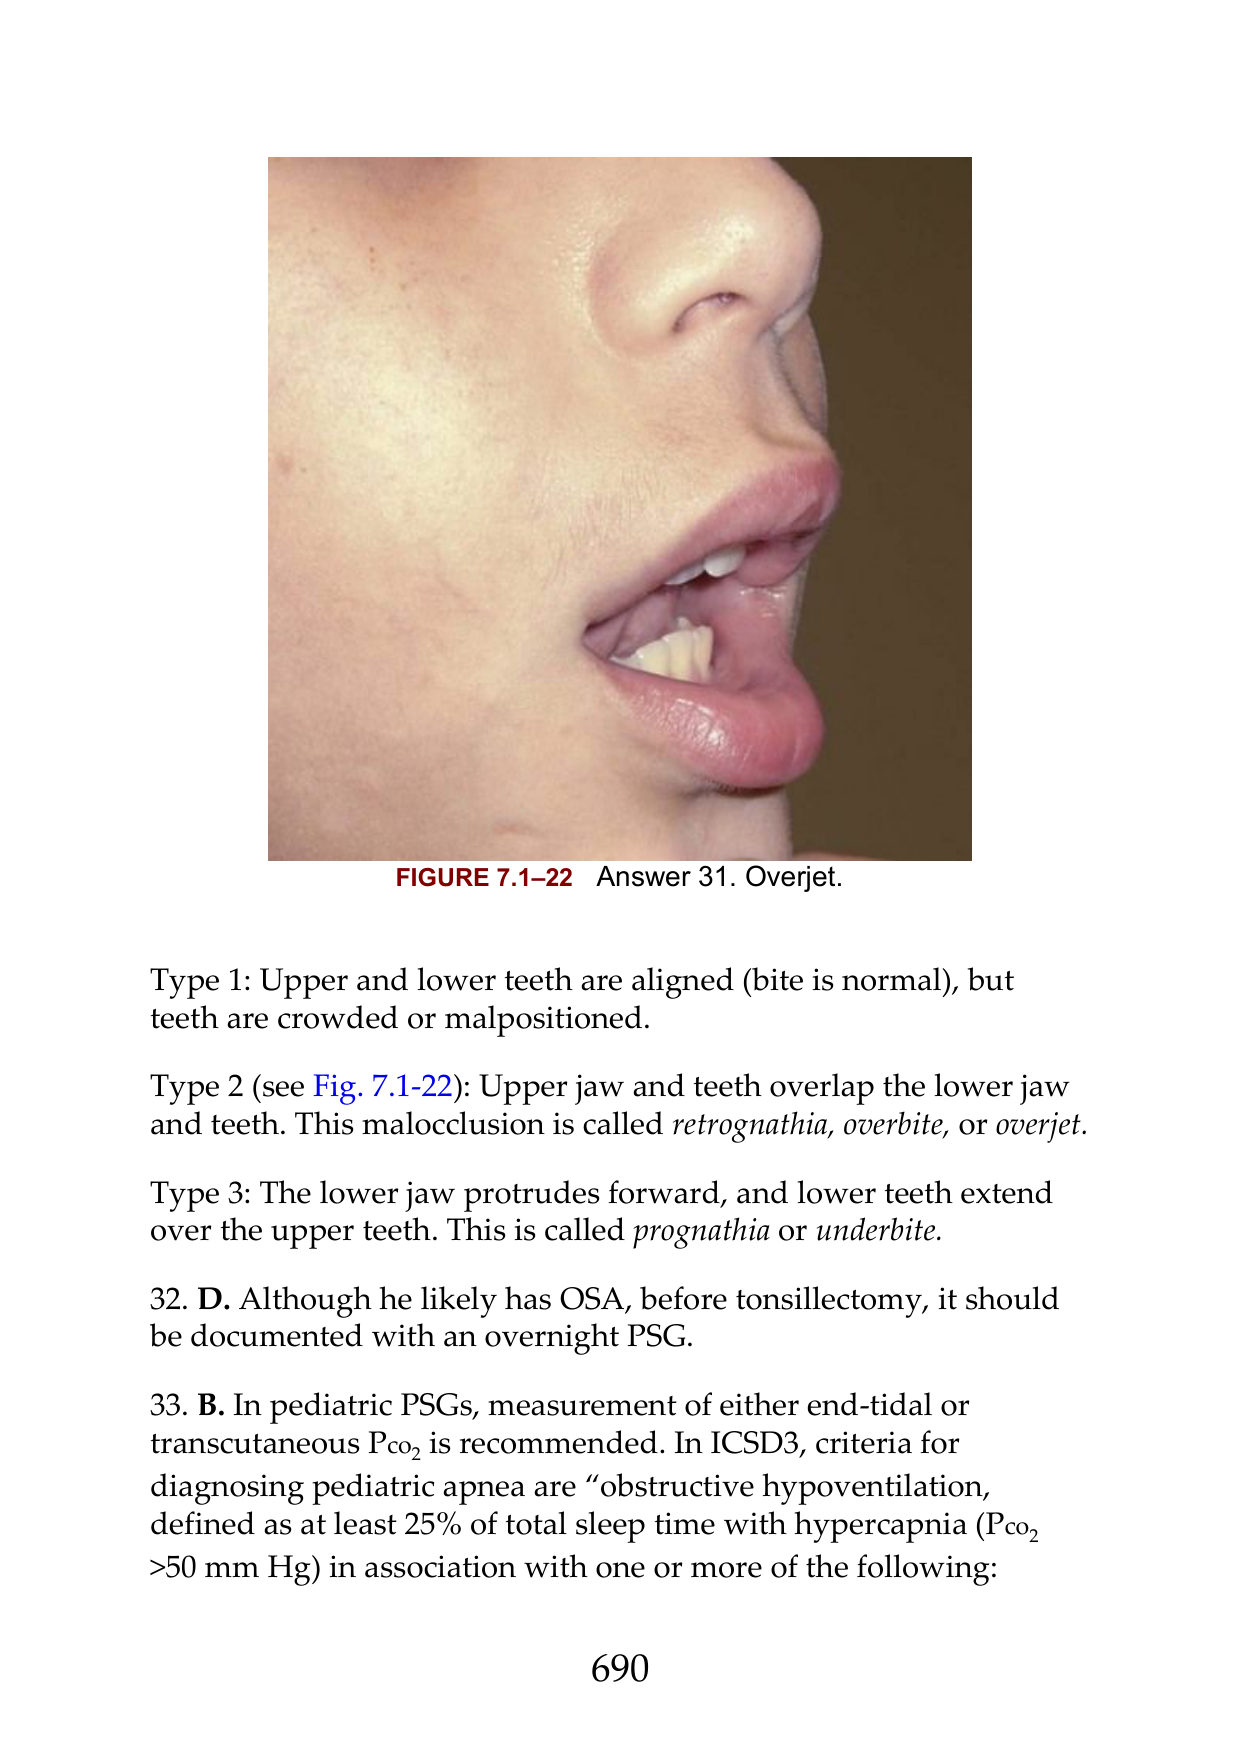 FIGURE 7.1–22 Answer 31. Overjet.
Type 1: Upper and lower teeth are aligned (bite is normal), but
teeth are crowded or malpositioned.
Type 2 (see Fig. 7.1-22): Upper jaw and teeth overlap the lower jaw
and teeth. This malocclusion is called retrognathia, overbite, or overjet.
Type 3: The lower jaw protrudes forward, and lower teeth extend
over the upper teeth. This is called prognathia or underbite.
32. D. Although he likely has OSA, before tonsillectomy, it should
be documented with an overnight PSG.
33. B. In pediatric PSGs, measurement of either end-tidal or
transcutaneous Pco₂ is recommended. In ICSD3, criteria for
diagnosing pediatric apnea are “obstructive hypoventilation,
defined as at least 25% of total sleep time with hypercapnia (Pco₂
>50 mm Hg) in association with one or more of the following:
690